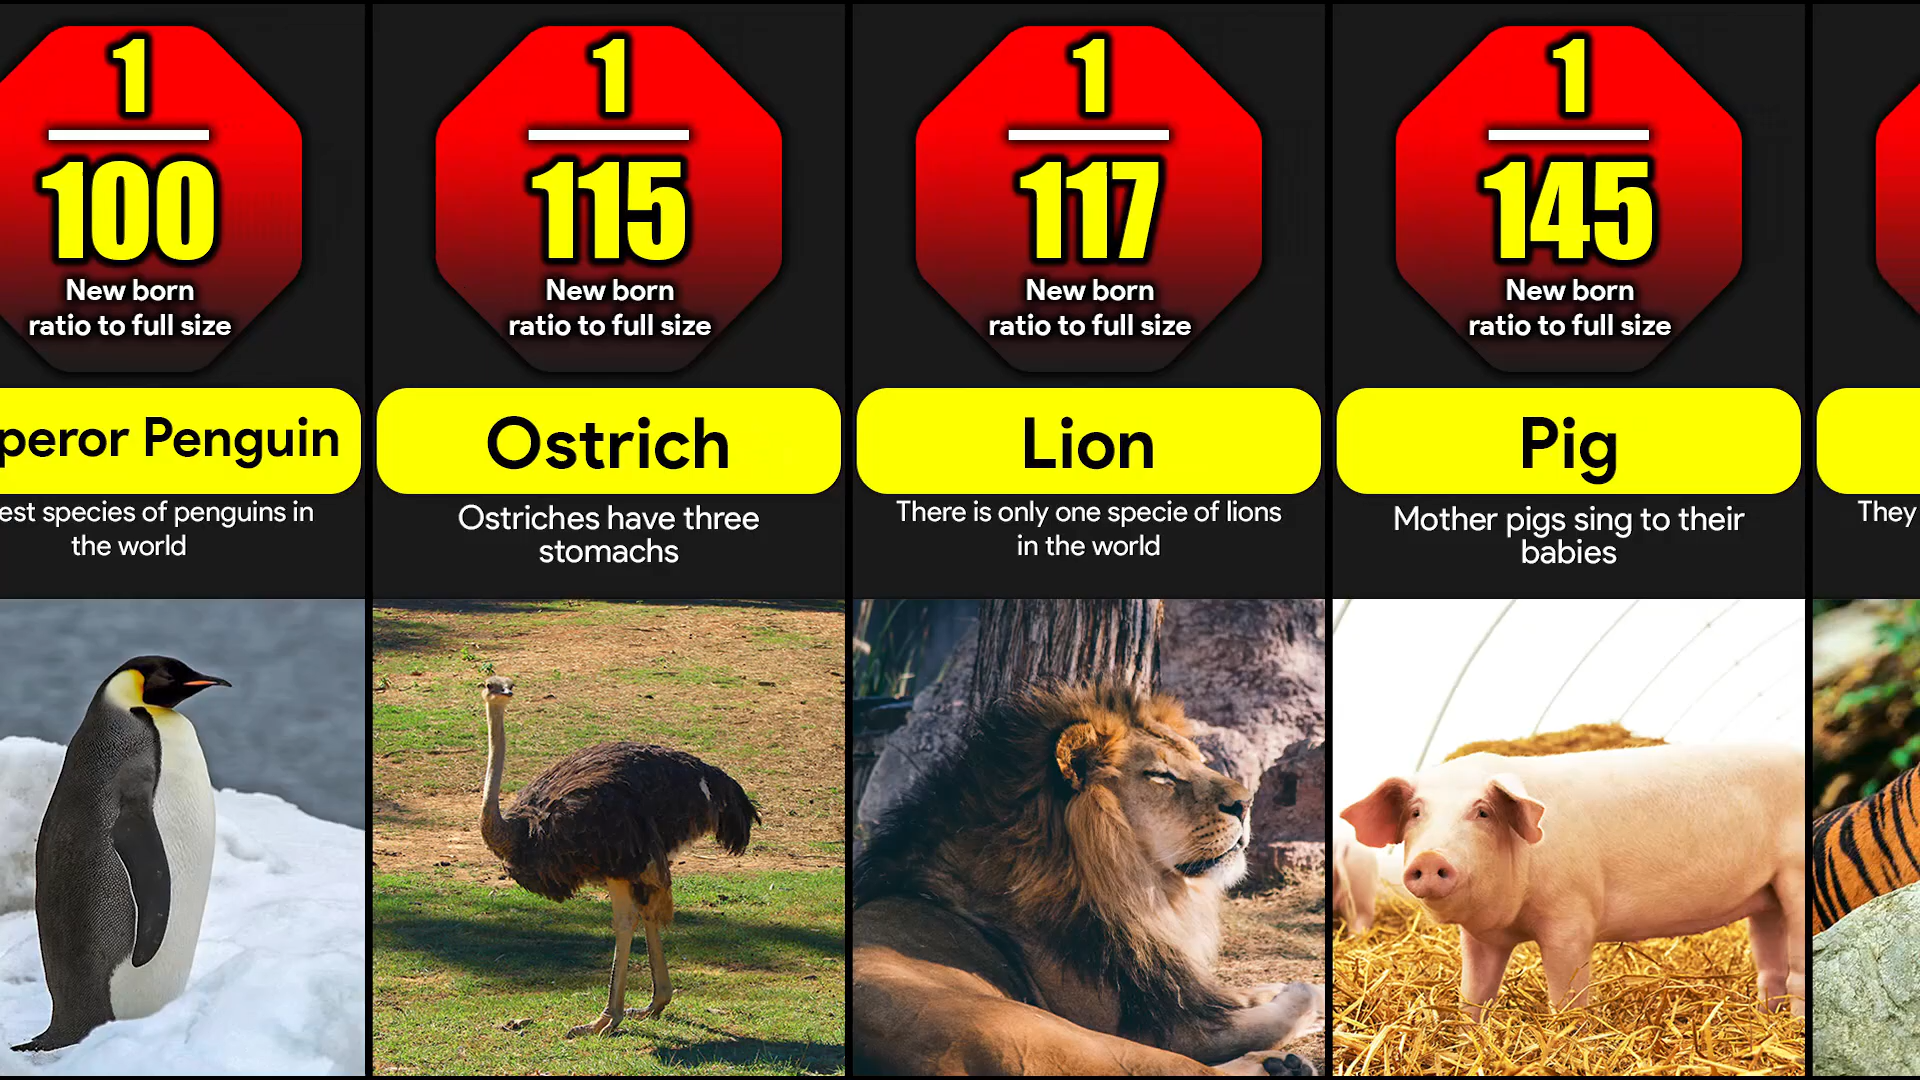 1
100
New born
ratio to full size
peror Penguin
est species of penguins in
the world
1
115
New born
ratio to full size
Ostrich
Ostriches have three
stomachs
1
117
New born
ratio to full size
Lion
There is only one specie of lions
in the world
1
145
New born
ratio to full size
Pig
Mother pigs sing to their
babies
They